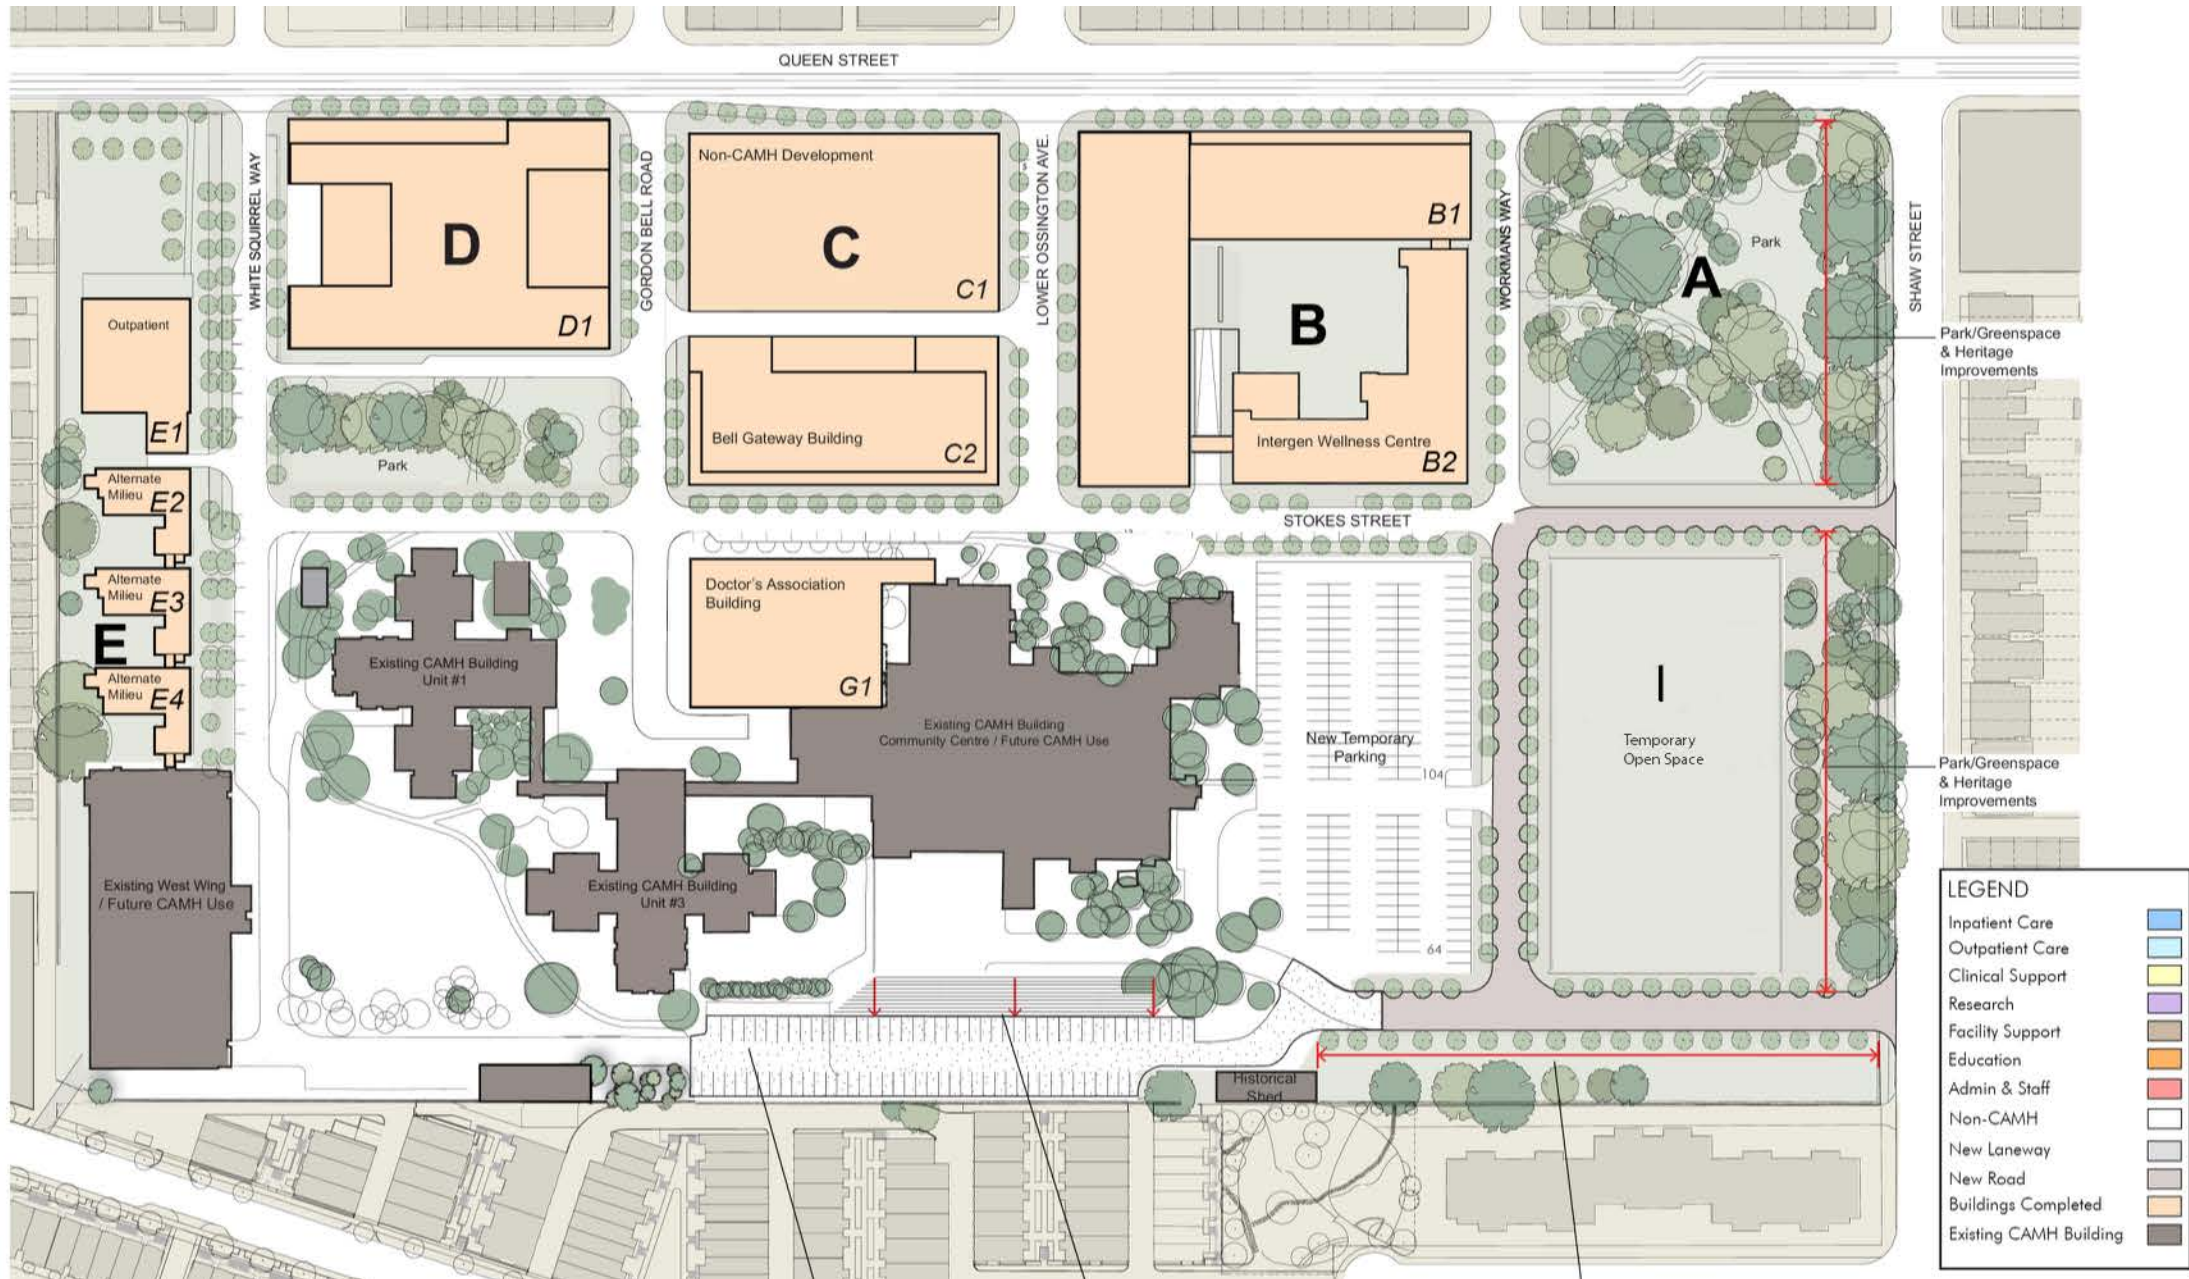 QUEEN STREET
WHITE SQUIRREL WAY
GORDON BELL ROAD
LOWER OSSINGTON AVE.
WORKMANS WAY
SHAW STREET
D
D1
Non-CAMH Development
C
C1
B1
B
Park
A
Park/Greenspace
& Heritage
Improvements
Outpatient
E1
Park
Bell Gateway Building
C2
Intergen Wellness Centre
B2
Alternate
Milieu
E2
STOKES STREET
Alternate
Milieu
E3
E
Alternate
Milieu
E4
Existing CAMH Building
Unit #1
Doctor's Association
Building
G1
Existing CAMH Building
Community Centre / Future CAMH Use
New Temporary
Parking
104
64
I
Temporary
Open Space
Park/Greenspace
& Heritage
Improvements
Existing West Wing
/ Future CAMH Use
Existing CAMH Building
Unit #3
Historical
Shed
LEGEND
Inpatient Care
Outpatient Care
Clinical Support
Research
Facility Support
Education
Admin & Staff
Non-CAMH
New Laneway
New Road
Buildings Completed
Existing CAMH Building